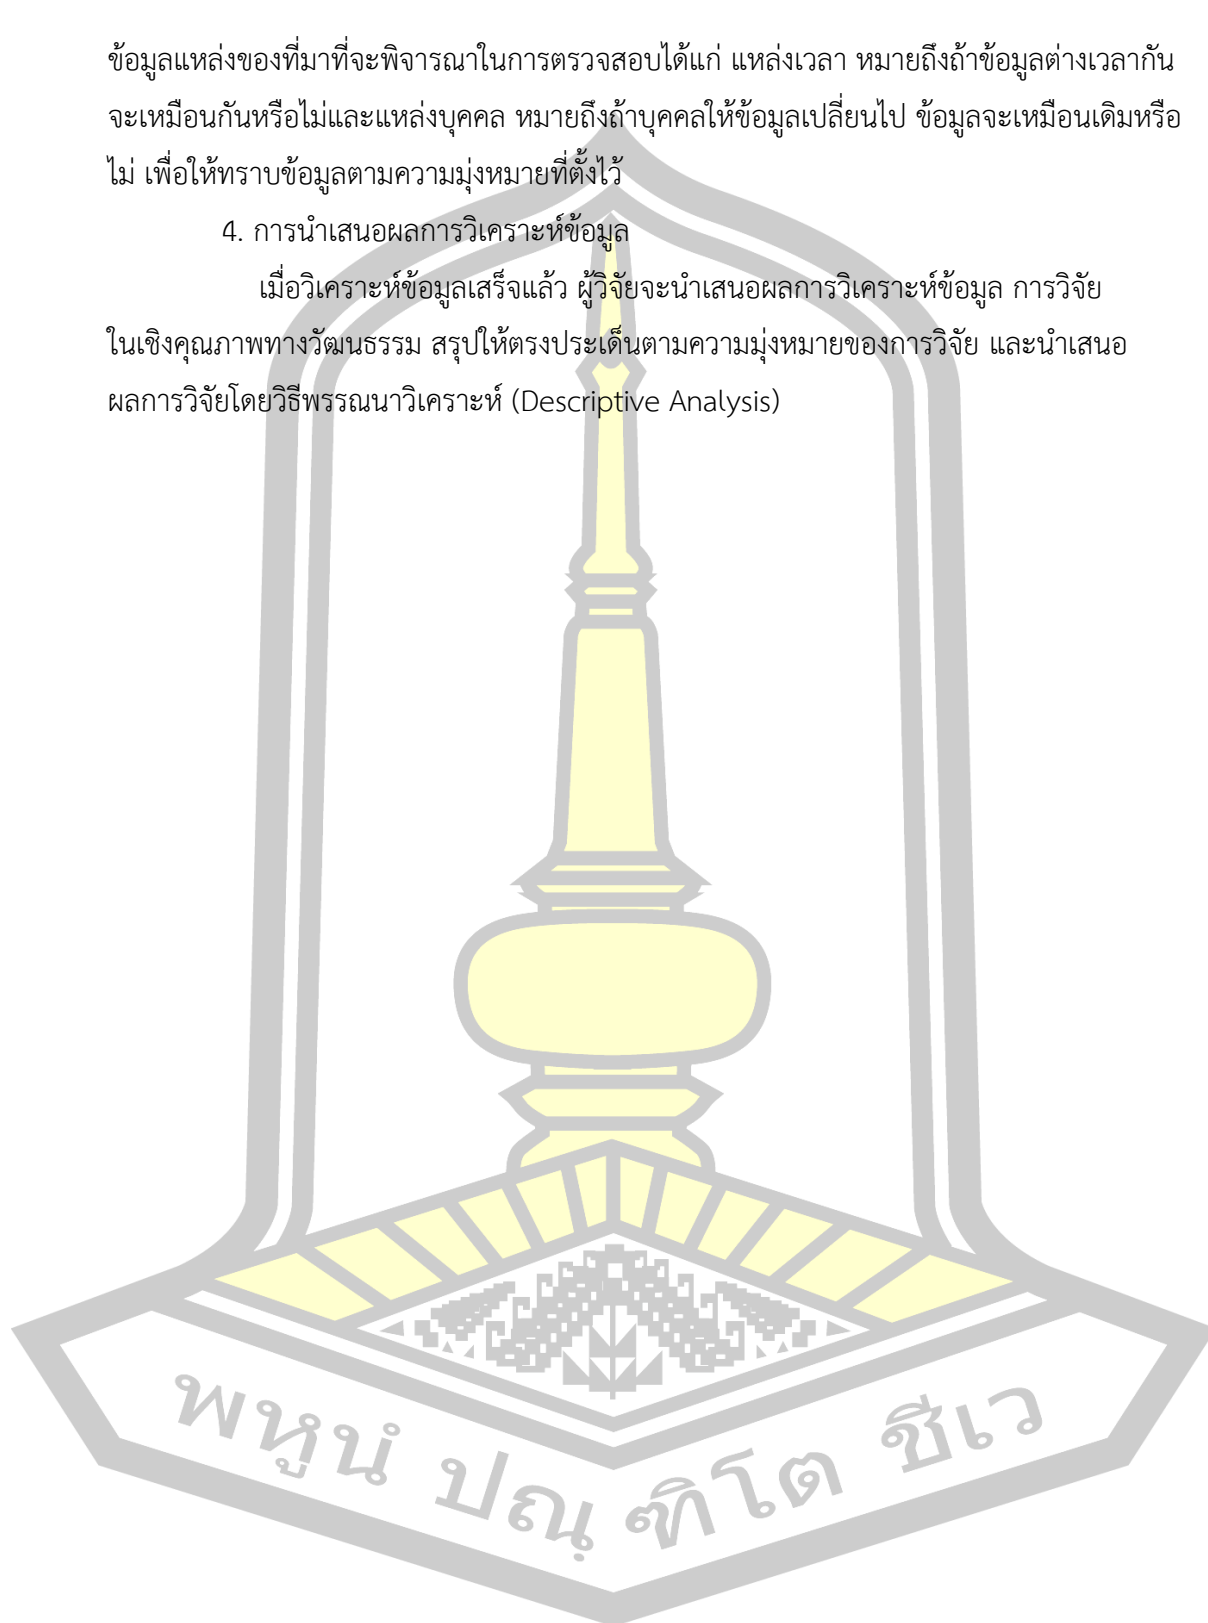 ข้อมูลแหล่งของที่มาที่จะพิจารณาในการตรวจสอบได้แก่ แหล่งเวลา หมายถึงถ้าข้อมูลต่างเวลากัน
จะเหมือนกันหรือไม่และแหล่งบุคคล หมายถึงถ้าบุคคลให้ข้อมูลเปลี่ยนไป ข้อมูลจะเหมือนเดิมหรือ
ไม่ เพื่อให้ทราบข้อมูลตามความมุ่งหมายที่ตั้งไว้
4. การนำเสนอผลการวิเคราะห์ข้อมูล
เมื่อวิเคราะห์ข้อมูลเสร็จแล้ว ผู้วิจัยจะนำเสนอผลการวิเคราะห์ข้อมูล การวิจัย
ในเชิงคุณภาพทางวัฒนธรรม สรุปให้ตรงประเด็นตามความมุ่งหมายของการวิจัย และนำเสนอ
ผลการวิจัยโดยวิธีพรรณนาวิเคราะห์ (Descriptive Analysis)
พหูนํ ปณฺฑิโต ชีเว